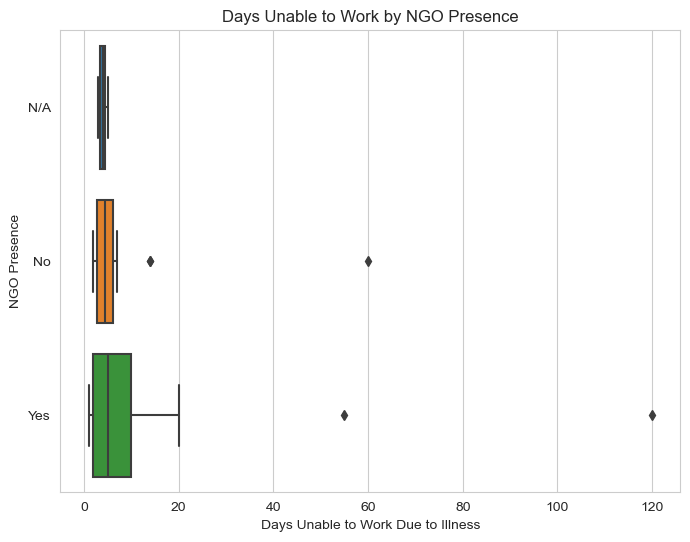 Days Unable to Work by NGO Presence
N/A
No
Yes
NGO Presence
0 20 40 60 80 100 120
Days Unable to Work Due to Illness